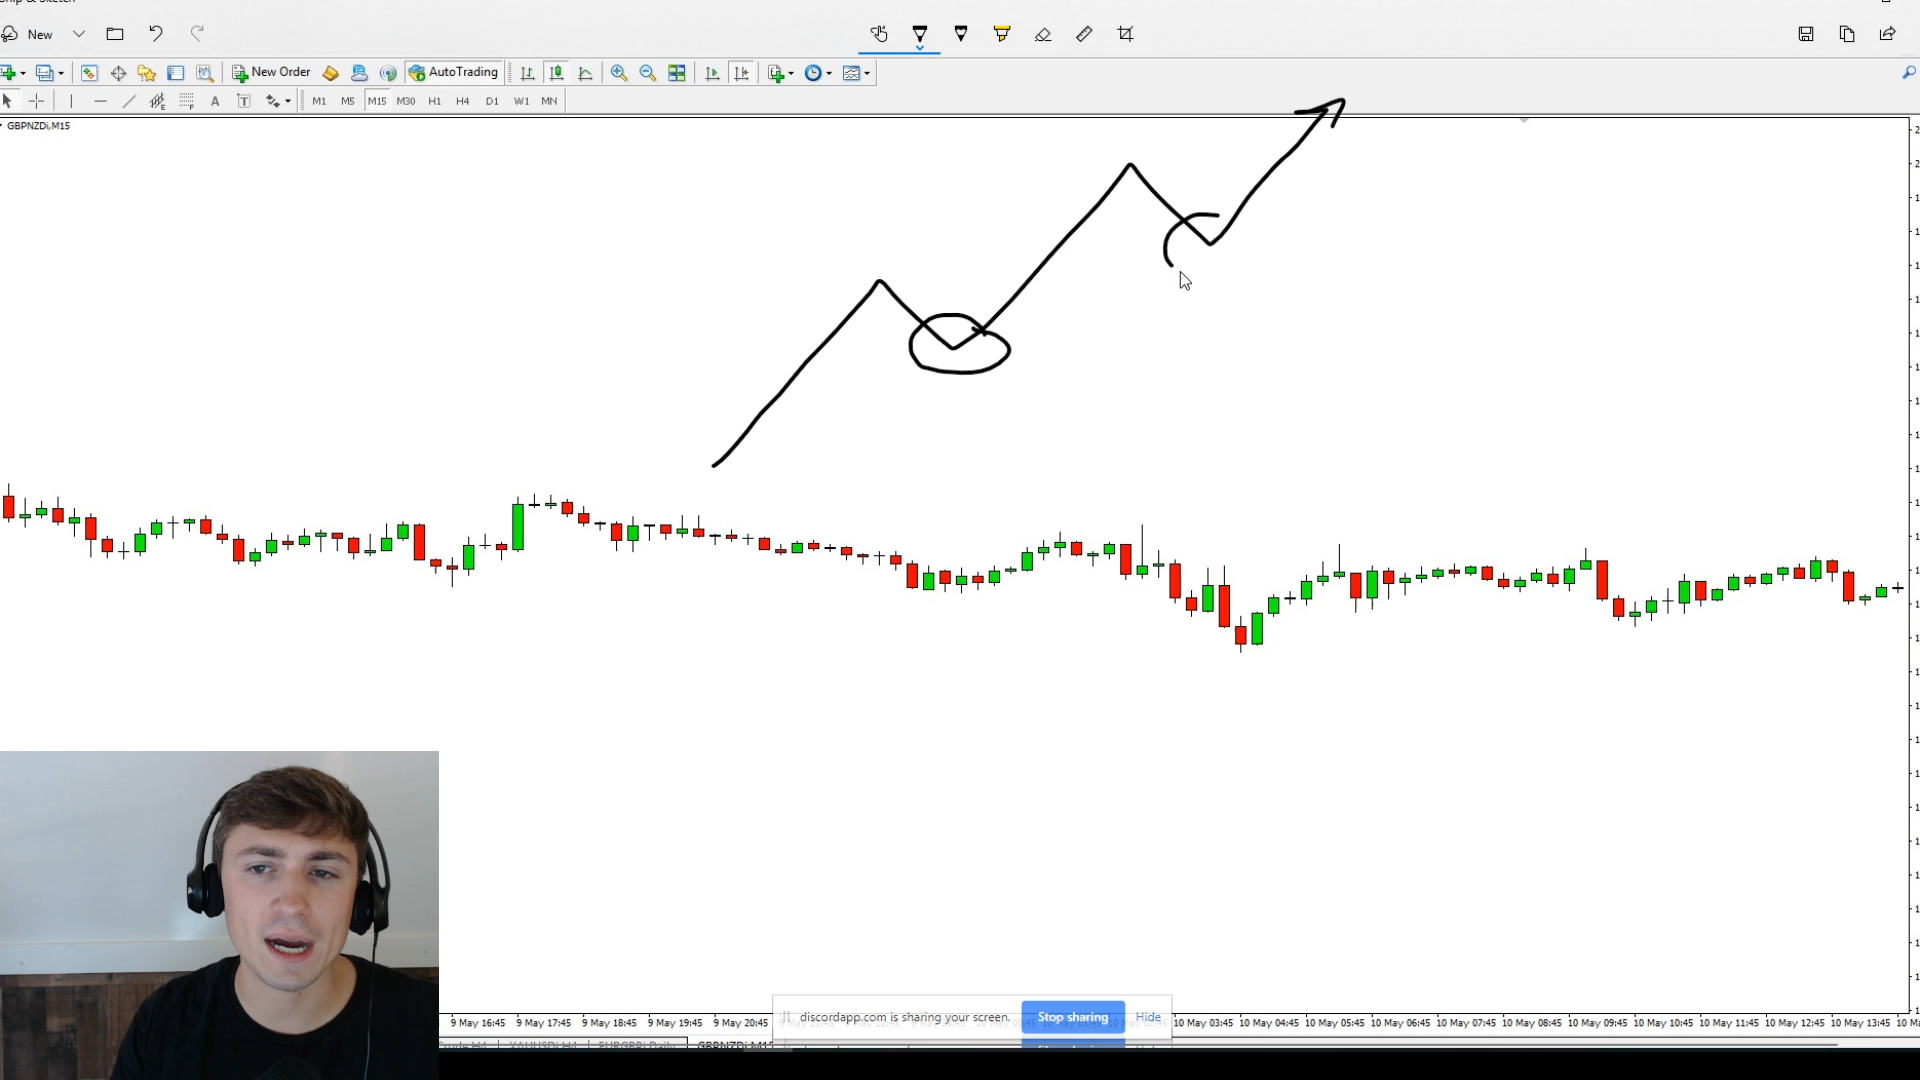 New
New Order
AutoTrading
M1 M5 M15 M30 H1 H4 D1 W1 MN
GBPNZDi,M15
discordapp.com is sharing your screen. Stop sharing Hide
9 May 16:45 9 May 17:45 9 May 18:45 9 May 19:45 9 May 20:45 10 May 03:45 10 May 04:45 10 May 05:45 10 May 06:45 10 May 07:45 10 May 08:45 10 May 09:45 10 May 10:45 10 May 11:45 10 May 12:45 10 May 13:45
GBPNZDi,M15